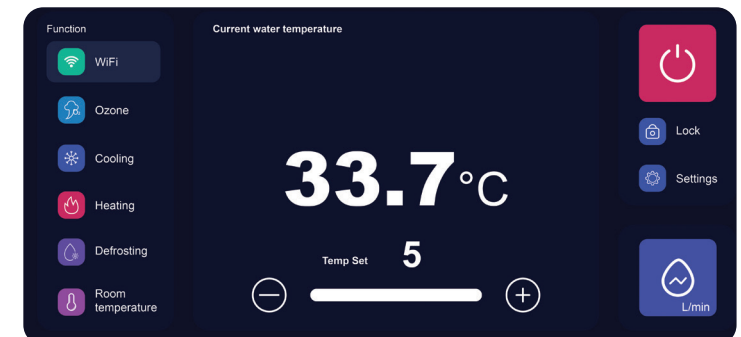 Function
WiFi
Ozone
Cooling
Heating
Defrosting
Room
temperature
Current water temperature
33.7°C
Temp Set 5
Lock
Settings
L/min